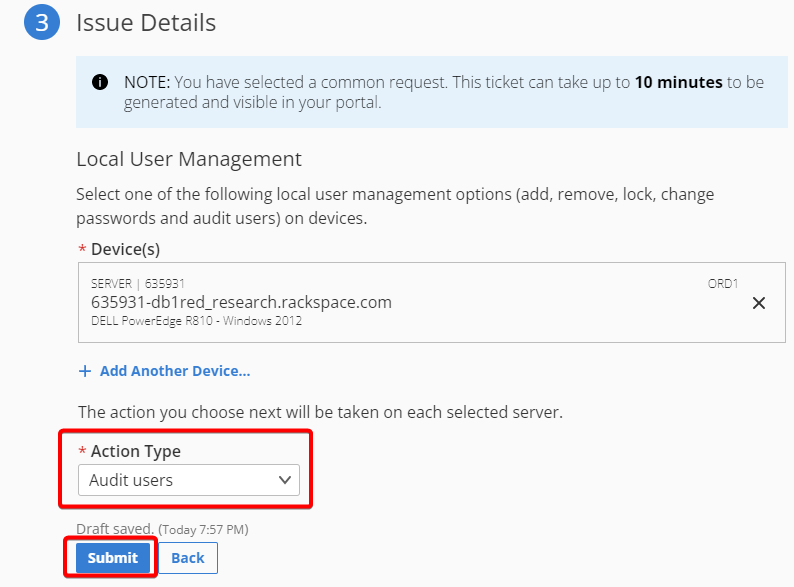 3 Issue Details
NOTE: You have selected a common request. This ticket can take up to 10 minutes to be
generated and visible in your portal.
Local User Management
Select one of the following local user management options (add, remove, lock, change
passwords and audit users) on devices.
* Device(s)
SERVER | 635931 ORD1
635931-db1red_research.rackspace.com
DELL PowerEdge R810 - Windows 2012
+ Add Another Device...
The action you choose next will be taken on each selected server.
* Action Type
Audit users
Draft saved. (Today 7:57 PM)
Submit Back